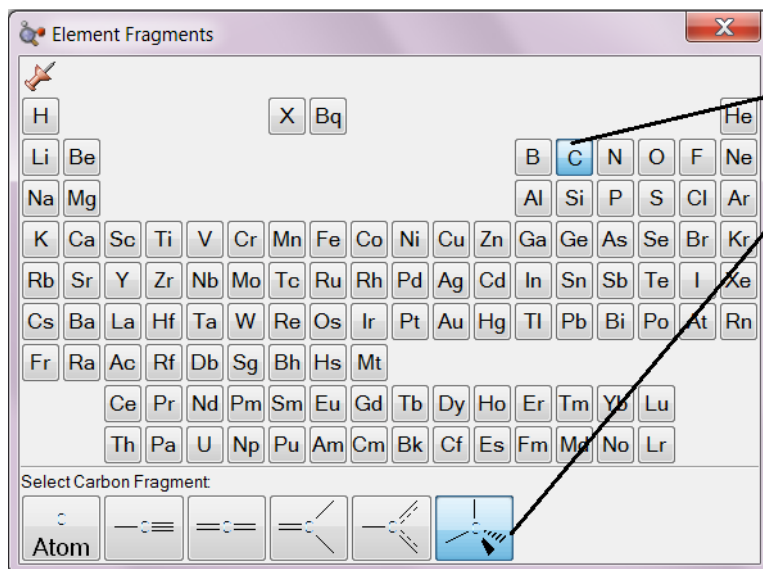 Element Fragments
X
H X Bq He
Li Be B C N O F Ne
Na Mg Al Si P S Cl Ar
K Ca Sc Ti V Cr Mn Fe Co Ni Cu Zn Ga Ge As Se Br Kr
Rb Sr Y Zr Nb Mo Tc Ru Rh Pd Ag Cd In Sn Sb Te I Xe
Cs Ba La Hf Ta W Re Os Ir Pt Au Hg Tl Pb Bi Po At Rn
Fr Ra Ac Rf Db Sg Bh Hs Mt
Ce Pr Nd Pm Sm Eu Gd Tb Dy Ho Er Tm Yb Lu
Th Pa U Np Pu Am Cm Bk Cf Es Fm Md No Lr
Select Carbon Fragment:
C C C C C C
Atom